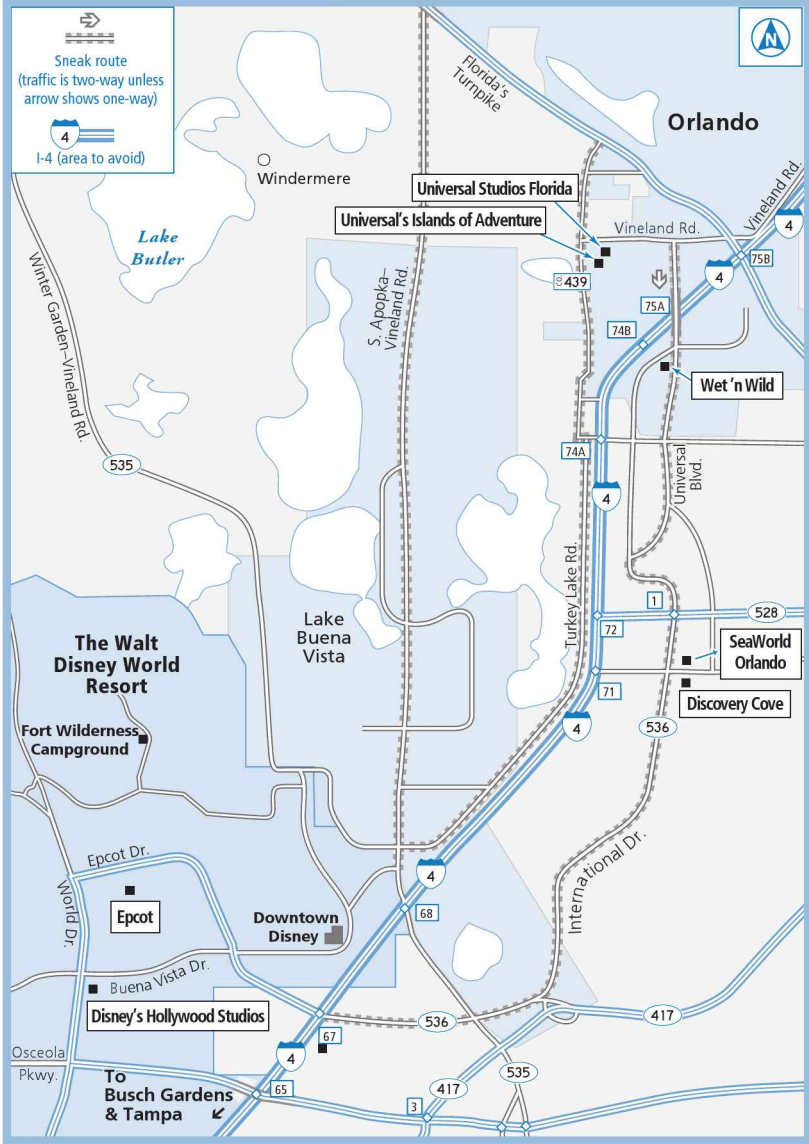 Sneak route
(traffic is two-way unless
arrow shows one-way)
4
I-4 (area to avoid)
N
Florida's
Turnpike
Orlando
Windermere
Universal Studios Florida
Universal's Islands of Adventure
Vineland Rd.
Vineland Rd.
4
75B
4
Lake
Butler
439
75A
74B
S. Apopka–
Vineland Rd.
Winter Garden–Vineland Rd.
Wet 'n Wild
74A
535
Universal
Blvd.
4
Turkey Lake Rd.
1
528
72
Lake
Buena
Vista
SeaWorld
Orlando
The Walt
Disney World
Resort
71
Discovery Cove
Fort Wilderness
Campground
4
536
Epcot Dr.
International Dr.
4
World Dr.
Epcot
Downtown
Disney
68
Buena Vista Dr.
Disney's Hollywood Studios
536
417
67
4
Osceola
Pkwy.
To
Busch Gardens
& Tampa
65
535
417
3